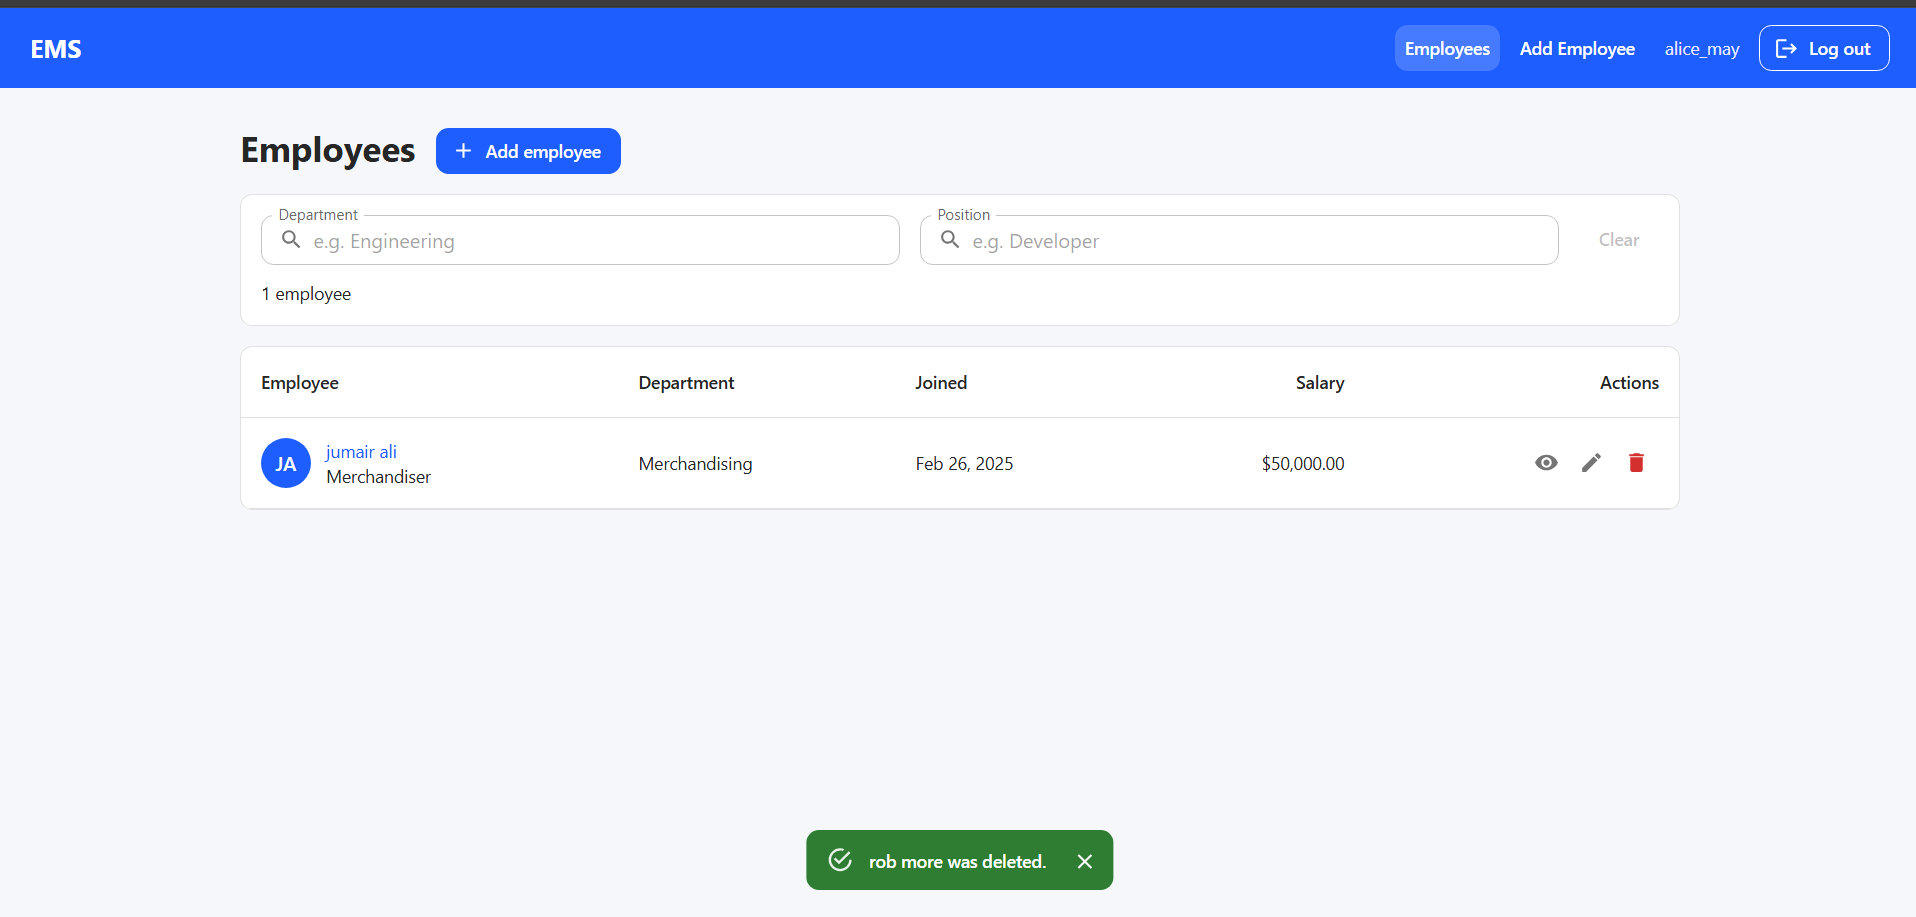 EMS
Employees
Add Employee
alice_may
Log out
Employees
Add employee
Department
e.g. Engineering
Position
e.g. Developer
Clear
1 employee
Employee Department Joined Salary Actions
JA
jumair ali
Merchandiser
Merchandising
Feb 26, 2025
$50,000.00
rob more was deleted.